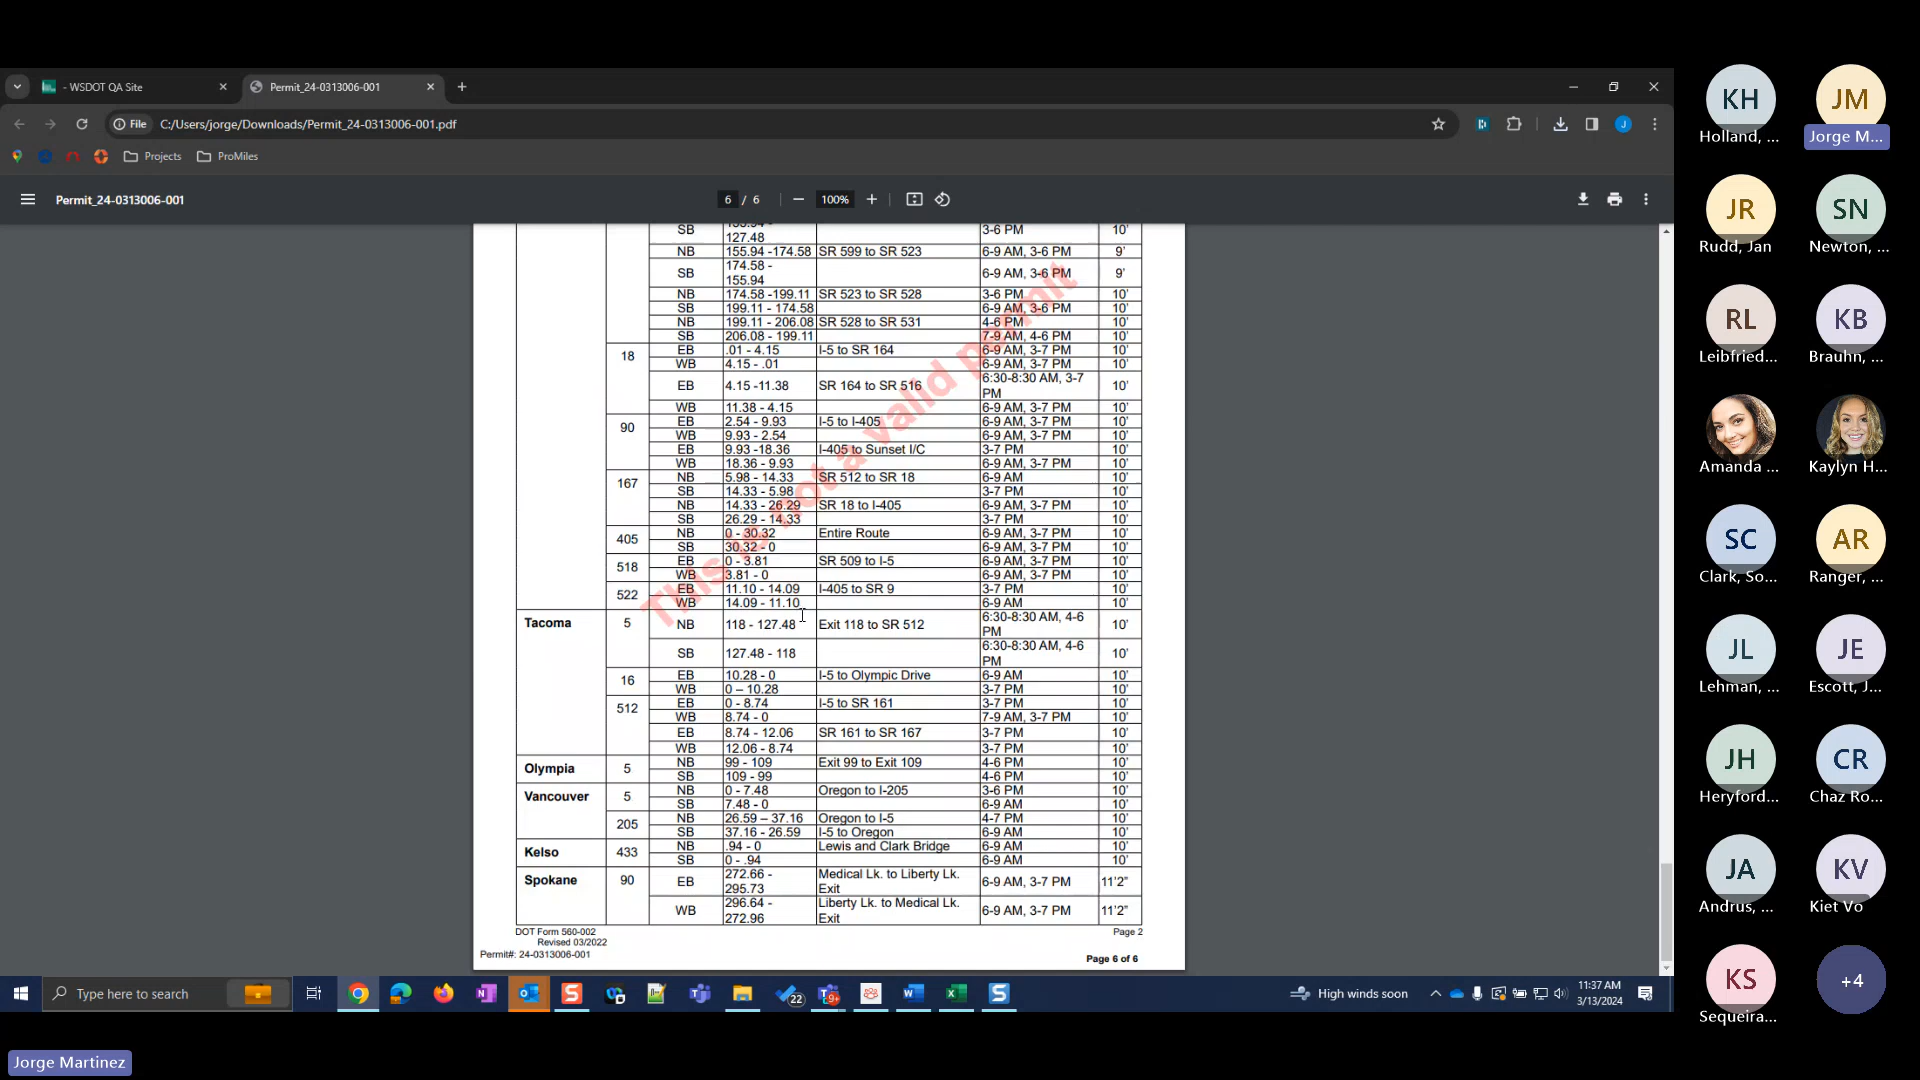 - WSDOT QA Site
Permit_24-0313006-001
File
C:/Users/jorge/Downloads/Permit_24-0313006-001.pdf
Projects
ProMiles
Permit_24-0313006-001
6 / 6
100%
SB 127.48 3-6 PM 10'
NB 155.94 -174.58 SR 599 to SR 523 6-9 AM, 3-6 PM 9'
SB 174.58 - 155.94 6-9 AM, 3-6 PM 9'
NB 174.58 -199.11 SR 523 to SR 528 3-6 PM 10'
SB 199.11 - 174.58 6-9 AM, 3-6 PM 10'
NB 199.11 - 206.08 SR 528 to SR 531 4-6 PM 10'
SB 206.08 - 199.11 7-9 AM, 4-6 PM 10'
18 EB .01 - 4.15 I-5 to SR 164 6-9 AM, 3-7 PM 10'
WB 4.15 - .01 6-9 AM, 3-7 PM 10'
EB 4.15 -11.38 SR 164 to SR 516 6:30-8:30 AM, 3-7 PM 10'
WB 11.38 - 4.15 6-9 AM, 3-7 PM 10'
90 EB 2.54 - 9.93 I-5 to I-405 6-9 AM, 3-7 PM 10'
WB 9.93 - 2.54 6-9 AM, 3-7 PM 10'
EB 9.93 -18.36 I-405 to Sunset I/C 3-7 PM 10'
WB 18.36 - 9.93 6-9 AM, 3-7 PM 10'
167 NB 5.98 - 14.33 SR 512 to SR 18 6-9 AM 10'
SB 14.33 - 5.98 3-7 PM 10'
NB 14.33 - 26.29 SR 18 to I-405 6-9 AM, 3-7 PM 10'
SB 26.29 - 14.33 3-7 PM 10'
405 NB 0 - 30.32 Entire Route 6-9 AM, 3-7 PM 10'
SB 30.32 - 0 6-9 AM, 3-7 PM 10'
518 EB 0 - 3.81 SR 509 to I-5 6-9 AM, 3-7 PM 10'
WB 3.81 - 0 6-9 AM, 3-7 PM 10'
522 EB 11.10 - 14.09 I-405 to SR 9 3-7 PM 10'
WB 14.09 - 11.10 6-9 AM 10'
Tacoma 5 NB 118 - 127.48 Exit 118 to SR 512 6:30-8:30 AM, 4-6 PM 10'
SB 127.48 - 118 6:30-8:30 AM, 4-6 PM 10'
16 EB 10.28 - 0 I-5 to Olympic Drive 6-9 AM 10'
WB 0 – 10.28 3-7 PM 10'
512 EB 0 - 8.74 I-5 to SR 161 3-7 PM 10'
WB 8.74 - 0 7-9 AM, 3-7 PM 10'
EB 8.74 - 12.06 SR 161 to SR 167 3-7 PM 10'
WB 12.06 - 8.74 3-7 PM 10'
Olympia 5 NB 99 - 109 Exit 99 to Exit 109 4-6 PM 10'
SB 109 - 99 4-6 PM 10'
Vancouver 5 NB 0 - 7.48 Oregon to I-205 3-6 PM 10'
SB 7.48 - 0 6-9 AM 10'
205 NB 26.59 – 37.16 Oregon to I-5 4-7 PM 10'
SB 37.16 - 26.59 I-5 to Oregon 6-9 AM 10'
Kelso 433 NB .94 - 0 Lewis and Clark Bridge 6-9 AM 10'
SB 0 - .94 6-9 AM 10'
Spokane 90 EB 272.66 - 295.73 Medical Lk. to Liberty Lk. Exit 6-9 AM, 3-7 PM 11'2"
WB 296.64 - 272.96 Liberty Lk. to Medical Lk. Exit 6-9 AM, 3-7 PM 11'2"
This is not a valid permit
DOT Form 560-002 Page 2
Revised 03/2022
Permit#: 24-0313006-001
Page 6 of 6
Type here to search
22
9+
High winds soon
11:37 AM
3/13/2024
KH
Holland, ...
JM
Jorge M...
JR
Rudd, Jan
SN
Newton, ...
RL
Leibfried...
KB
Brauhn, ...
Amanda ...
Kaylyn H...
SC
Clark, So...
AR
Ranger, ...
JL
Lehman, ...
JE
Escott, J...
JH
Heryford...
CR
Chaz Ro...
JA
Andrus, ...
KV
Kiet Vo
KS
Sequeira...
+4
Jorge Martinez